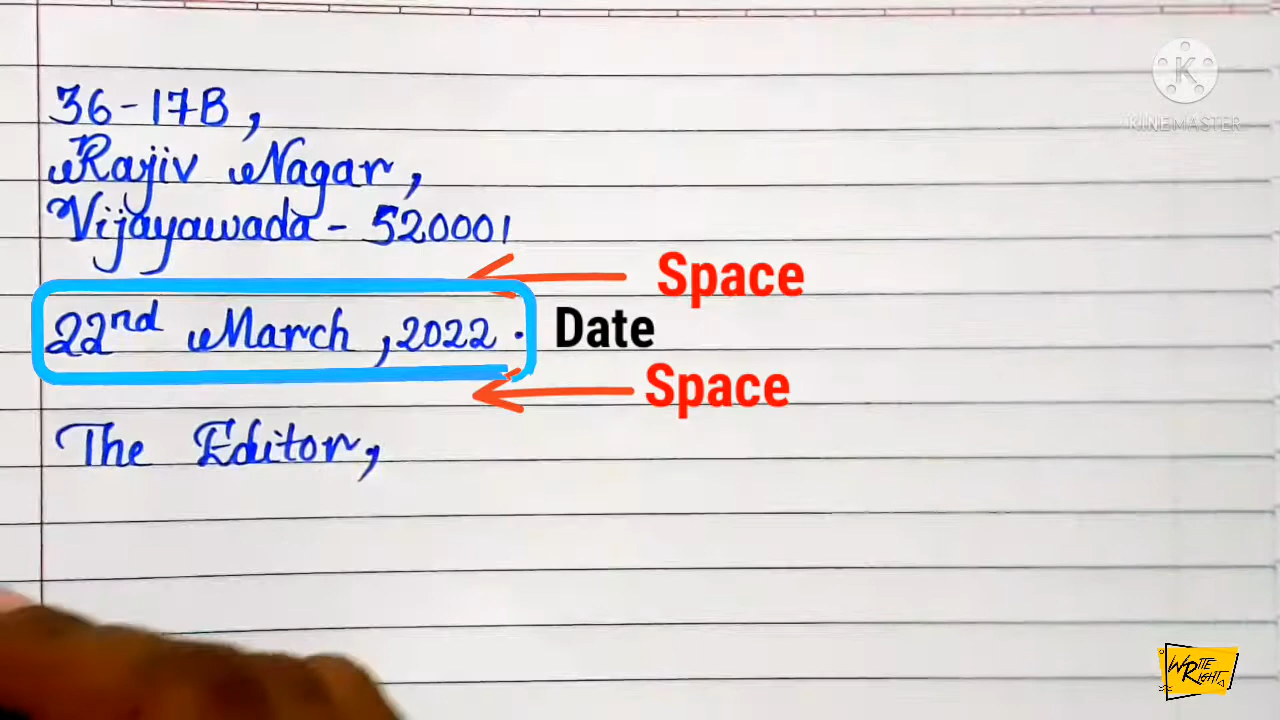 36-17B,
Rajiv Nagar,
Vijayawada - 520001
Space
22nd March, 2022.
Date
Space
The Editor,
KINEMASTER
WRITE RIGHT